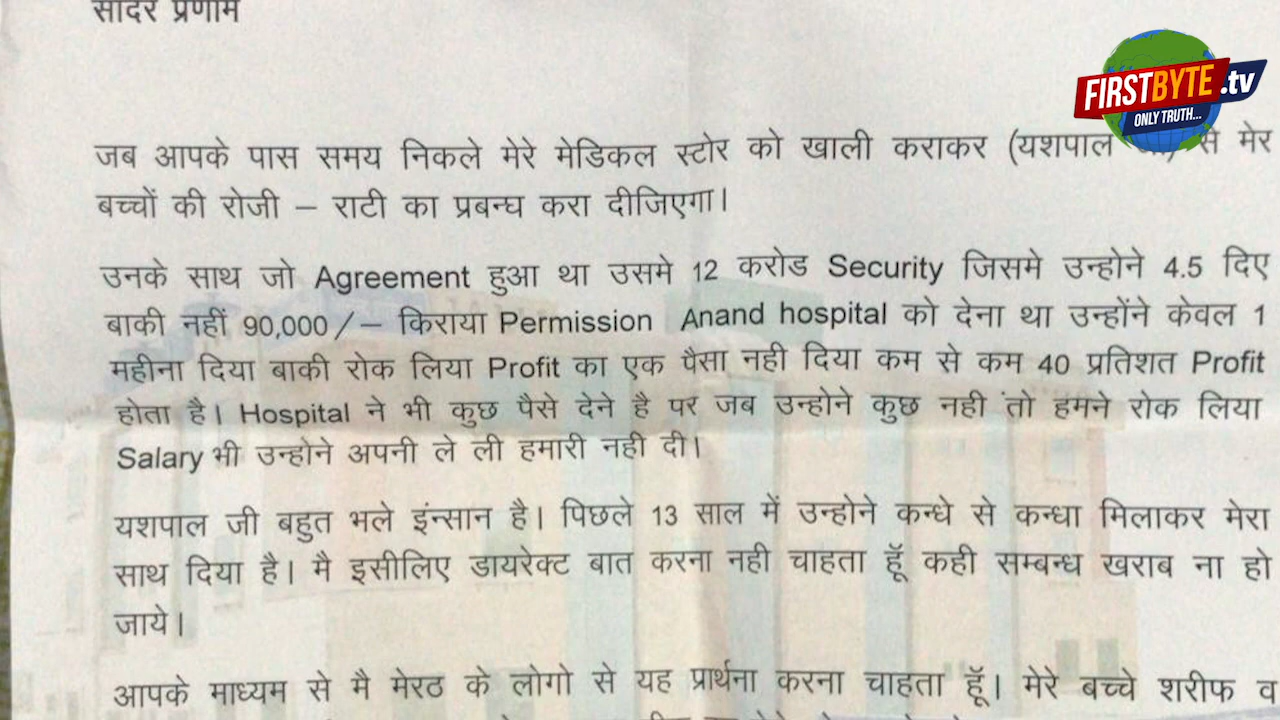 सादर प्रणाम
FIRSTBYTE.tv
ONLY TRUTH...
जब आपके पास समय निकले मेरे मेडिकल स्टोर को खाली कराकर (यशपाल से मेर
बच्चों की रोजी – राटी का प्रबन्घ करा दीजिएगा।
उनके साथ जो Agreement हुआ था उसमे 12 करोड Security जिसमे उन्होने 4.5 दिए
बाकी नहीं 90,000/– किराया Permission Anand hospital को देना था उन्होंने केवल 1
महीना दिया बाकी रोक लिया Profit का एक पैसा नही दिया कम से कम 40 प्रतिशत Profit
होता है। Hospital ने भी कुछ पैसे देने है पर जब उन्होने कुछ नही तो हमने रोक लिया
Salary भी उन्होने अपनी ले ली हमारी नही दी।
यशपाल जी बहुत भले इंन्सान है। पिछले 13 साल में उन्होने कन्धे से कन्धा मिलाकर मेरा
साथ दिया है। मै इसीलिए डायरेक्ट बात करना नही चाहता हूॅ कही सम्बन्ध खराब ना हो
जाये।
आपके माध्यम से मै मेरठ के लोगो से यह प्रार्थना करना चाहता हूॅ। मेरे बच्चे शरीफ व